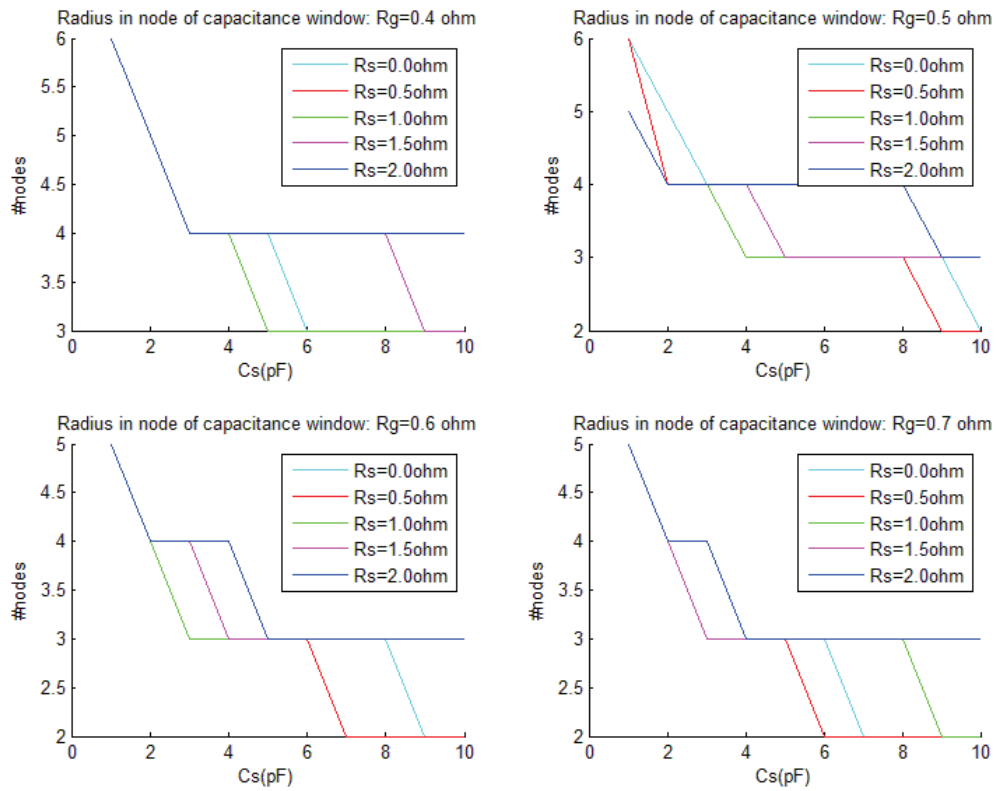 Radius in node of capacitance window: Rg=0.4 ohm
6
5.5
5
4.5
4
3.5
3
#nodes
0 2 4 6 8 10
Cs(pF)
Rs=0.0ohm
Rs=0.5ohm
Rs=1.0ohm
Rs=1.5ohm
Rs=2.0ohm
Radius in node of capacitance window: Rg=0.5 ohm
6
5
4
3
2
#nodes
0 2 4 6 8 10
Cs(pF)
Rs=0.0ohm
Rs=0.5ohm
Rs=1.0ohm
Rs=1.5ohm
Rs=2.0ohm
Radius in node of capacitance window: Rg=0.6 ohm
5
4.5
4
3.5
3
2.5
2
#nodes
0 2 4 6 8 10
Cs(pF)
Rs=0.0ohm
Rs=0.5ohm
Rs=1.0ohm
Rs=1.5ohm
Rs=2.0ohm
Radius in node of capacitance window: Rg=0.7 ohm
5
4.5
4
3.5
3
2.5
2
#nodes
0 2 4 6 8 10
Cs(pF)
Rs=0.0ohm
Rs=0.5ohm
Rs=1.0ohm
Rs=1.5ohm
Rs=2.0ohm